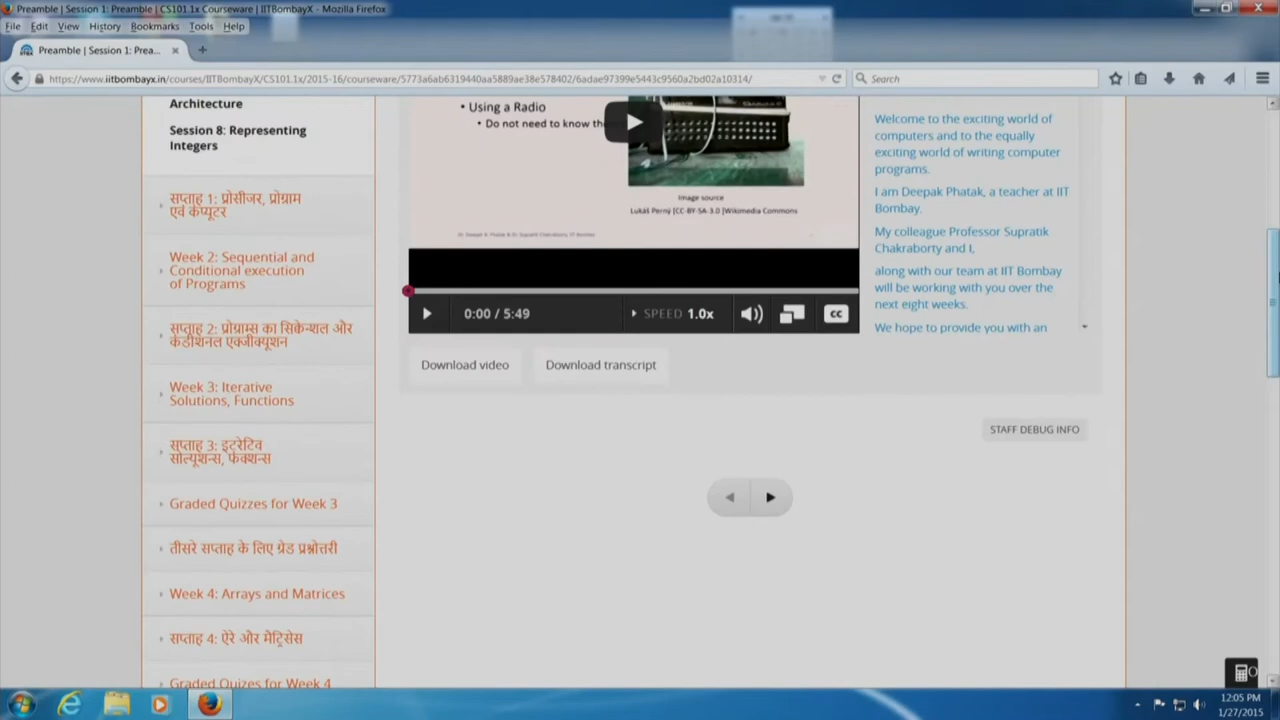 Preamble | Session 1: Preamble | CS101.1x Courseware | IITBombayX - Mozilla Firefox
File Edit View History Bookmarks Tools Help
Preamble | Session 1: Prea...
https://www.iitbombayx.in/courses/IITBombayX/CS101.1x/2015-16/courseware/5773a6ab6319440aa5889ae38e578402/6adae97399e5443c9560a2bd02a10314/
Search
Architecture
Session 8: Representing
Integers
सप्ताह 1: प्रोसीजर, प्रोग्राम
एवं कंप्यूटर
Week 2: Sequential and
Conditional execution
of Programs
सप्ताह 2: प्रोग्राम्स का सिकेन्शल और
कंडीशनल एक्जीक्यूशन
Week 3: Iterative
Solutions, Functions
सप्ताह 3: इटरेटिव
सोल्यूशन्स, फंक्शन्स
Graded Quizzes for Week 3
तीसरे सप्ताह के लिए ग्रेड प्रश्नोत्तरी
Week 4: Arrays and Matrices
सप्ताह 4: ऐरे और मैट्रिसेस
Graded Quizes for Week 4
• Using a Radio
• Do not need to know the
Image source
Lukáš Perný [CC-BY-SA-3.0 ]Wikimedia Commons
0:00 / 5:49
SPEED 1.0x
CC
Download video
Download transcript
Welcome to the exciting world of
computers and to the equally
exciting world of writing computer
programs.
I am Deepak Phatak, a teacher at IIT
Bombay.
My colleague Professor Supratik
Chakraborty and I,
along with our team at IIT Bombay
will be working with you over the
next eight weeks.
We hope to provide you with an
STAFF DEBUG INFO
12:05 PM
1/27/2015